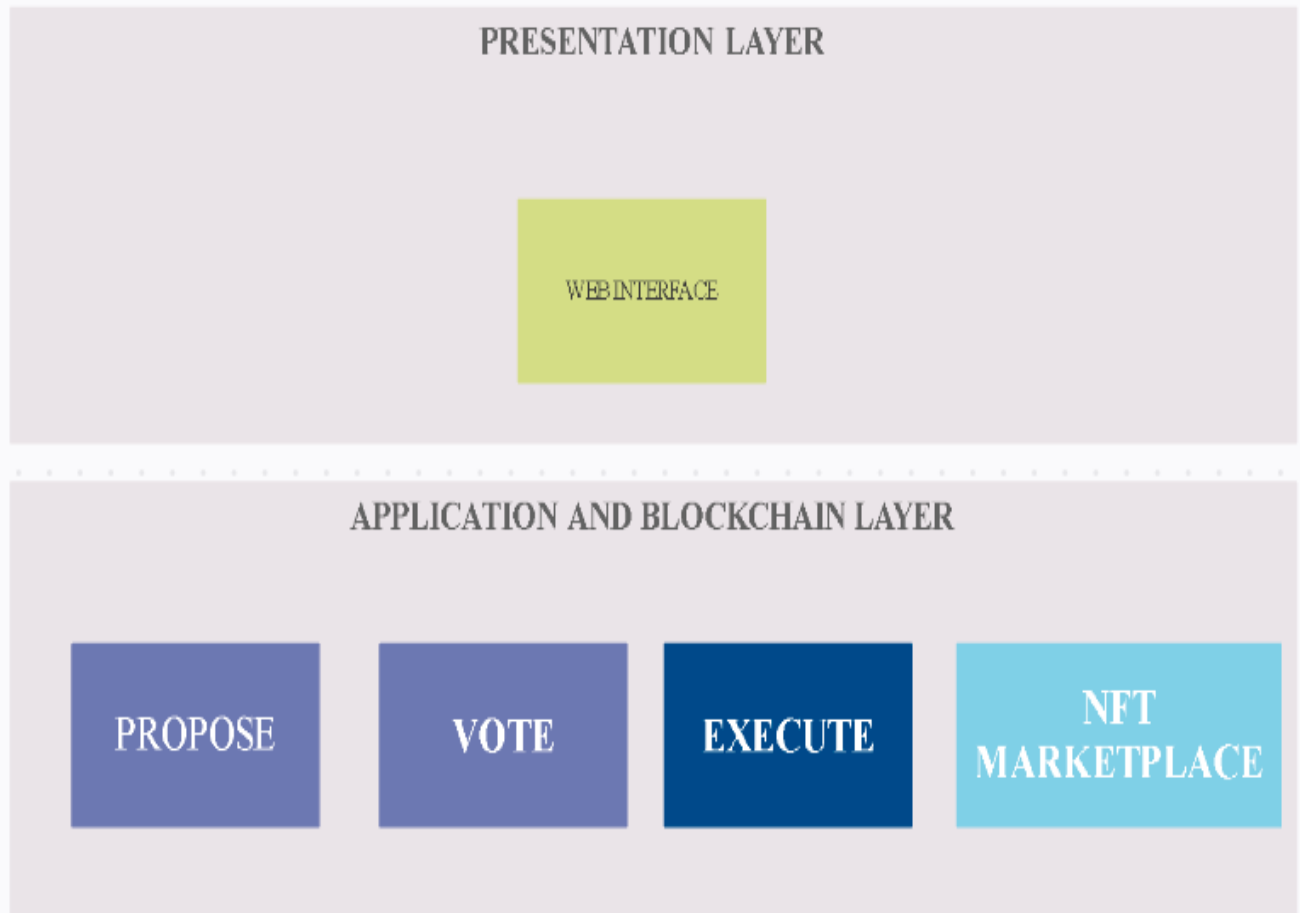 PRESENTATION LAYER
WEB INTERFACE
APPLICATION AND BLOCKCHAIN LAYER
PROPOSE
VOTE
EXECUTE
NFT
MARKETPLACE